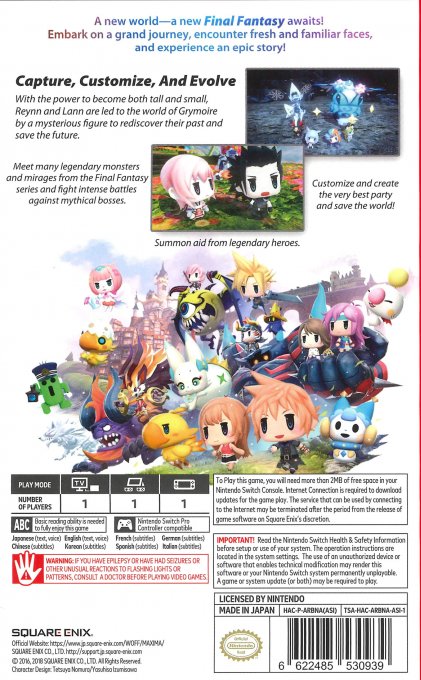 A new world—a new Final Fantasy awaits!
Embark on a grand journey, encounter fresh and familiar faces,
and experience an epic story!
Capture, Customize, And Evolve
With the power to become both tall and small,
Reynn and Lann are led to the world of Grymoire
by a mysterious figure to rediscover their past and
save the future.
Meet many legendary monsters
and mirages from the Final Fantasy
series and fight intense battles
against mythical bosses.
Customize and create
the very best party
and save the world!
Summon aid from legendary heroes.
PLAY MODE
TV
NUMBER
OF PLAYERS
1
1
1
ABC
Basic reading ability is needed
to fully enjoy this game
Nintendo Switch Pro
Controller compatible
Japanese (text, voice) English (text, voice) French (subtitles) German (subtitles)
Chinese (subtitles) Korean (subtitles) Spanish (subtitles) Italian (subtitles)
WARNING: IF YOU HAVE EPILEPSY OR HAVE HAD SEIZURES OR
OTHER UNUSUAL REACTIONS TO FLASHING LIGHTS OR
PATTERNS, CONSULT A DOCTOR BEFORE PLAYING VIDEO GAMES.
To Play this game, you will need more than 2MB of free space in your
Nintendo Switch Console. Internet Connection is required to download
updates for the game play. The service that can be used by connecting
to the Internet may be terminated after the period from the release of
game software on Square Enix's discretion.
IMPORTANT! Read the Nintendo Switch Health & Safety Information
before setup or use of your system. The operation instructions are
located in the system settings. The use of an unauthorized device or
software that enables technical modification may render this
software or your Nintendo Switch system permanently unplayable.
A game or system update (or both) may be required to play.
LICENSED BY NINTENDO
MADE IN JAPAN HAC-P-ARBNA(ASI) TSA-HAC-ARBNA-ASI-1
SQUARE ENIX.
Official Website: https://www.jp.square-enix.com/WOFF/MAXIMA/
SQUARE ENIX CO., LTD. http://support.jp.square-enix.com
© 2016, 2018 SQUARE ENIX CO., LTD. All Rights Reserved.
Character Design: Tetsuya Nomura/Yasuhisa Izumisawa
Official
Nintendo
Seal
6 622485 530939